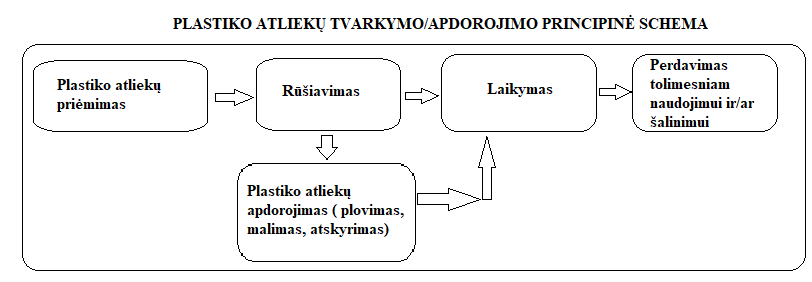 PLASTIKO ATLIEKŲ TVARKYMO/APDOROJIMO PRINCIPINĖ SCHEMA
Plastiko atliekų
priėmimas
Rūšiavimas
Laikymas
Perdavimas
tolimesniam
naudojimui ir/ar
šalinimui
Plastiko atliekų
apdorojimas ( plovimas,
malimas, atskyrimas)